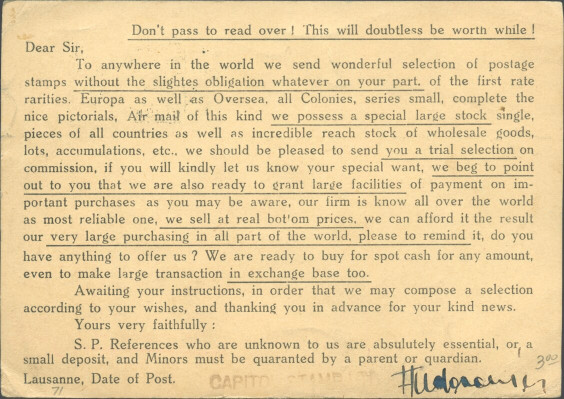 Don't pass to read over! This will doubtless be worth while!
Dear Sir,
To anywhere in the world we send wonderful selection of postage
stamps without the slightes obligation whatever on your part. of the first rate
rarities. Europa as well as Oversea, all Colonies, series small, complete the
nice pictorials, Air mail of this kind we possess a special large stock single,
pieces of all countries as well as incredible reach stock of wholesale goods,
lots, accumulations, etc., we should be pleased to send you a trial selection on
commission, if you will kindly let us know your special want, we beg to point
out to you that we are also ready to grant large facilities of payment on im-
portant purchases as you may be aware, our firm is know all over the world
as most reliable one, we sell at real bot'om prices. we can afford it the result
our very large purchasing in all part of the world, please to remind it, do you
have anything to offer us? We are ready to buy for spot cash for any amount,
even to make large transaction in exchange base too.
Awaiting your instructions, in order that we may compose a selection
according to your wishes, and thanking you in advance for your kind news.
Yours very faithfully:
S. P. References who are unknown to us are absolutely essential, or a
small deposit, and Minors must be quaranted by a parent or quardian.
3.00
Lausanne, Date of Post.
CAPITOL STAMP
71